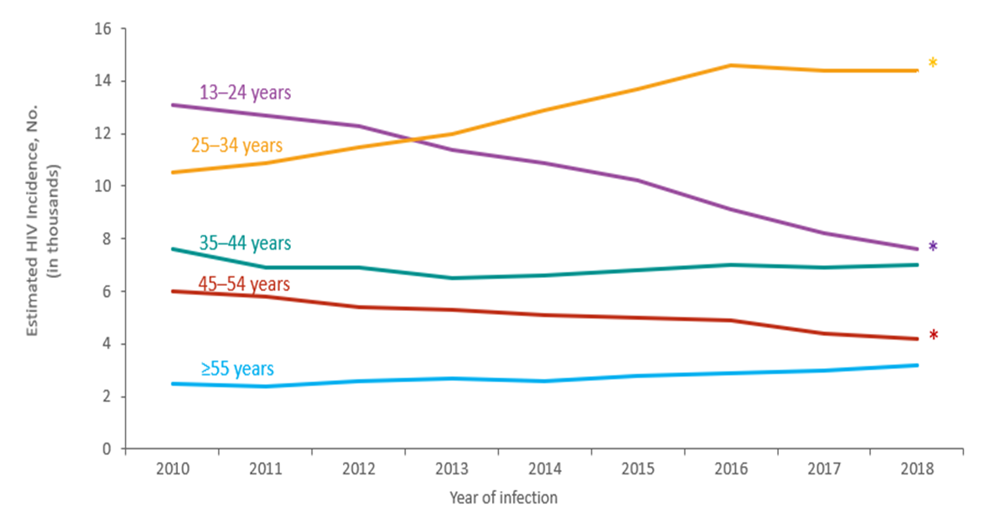 Estimated HIV Incidence, No.
(in thousands)
16
14
12
10
8
6
4
2
0
13–24 years
25–34 years
35–44 years
45–54 years
≥55 years
*
*
*
2010 2011 2012 2013 2014 2015 2016 2017 2018
Year of infection